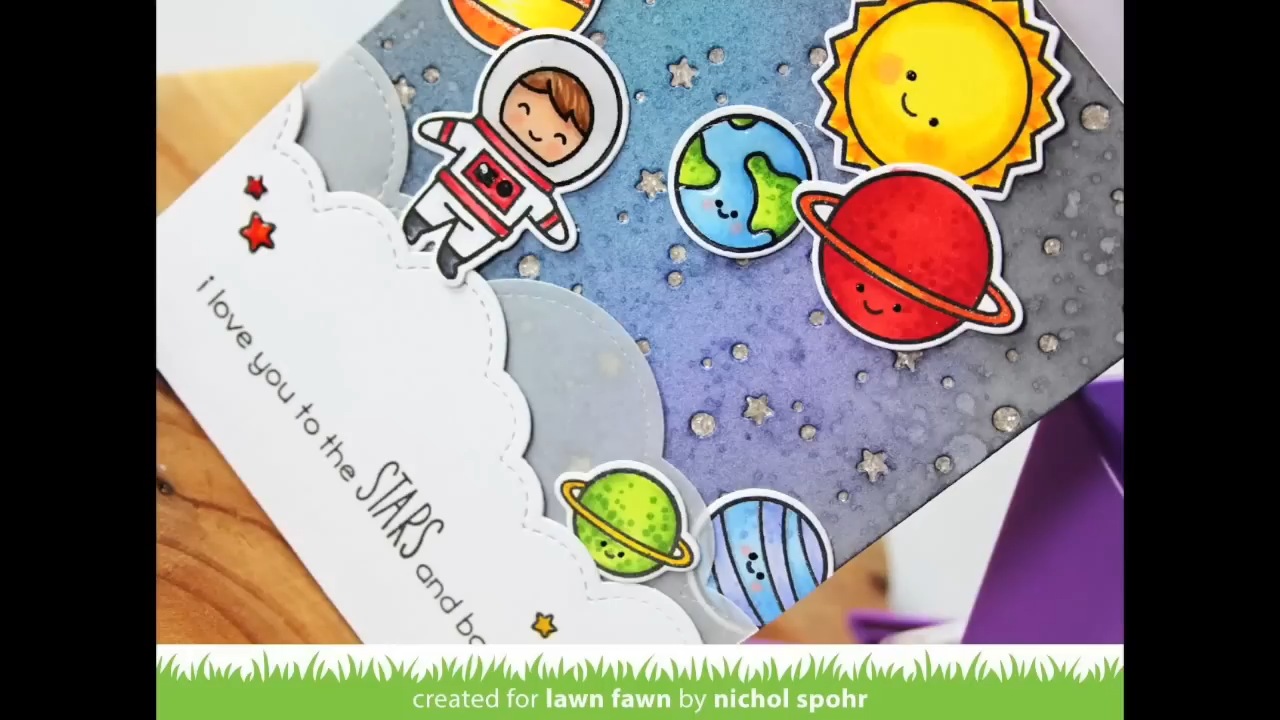 i love you to the STARS and
created for lawn fawn by nichol spohr